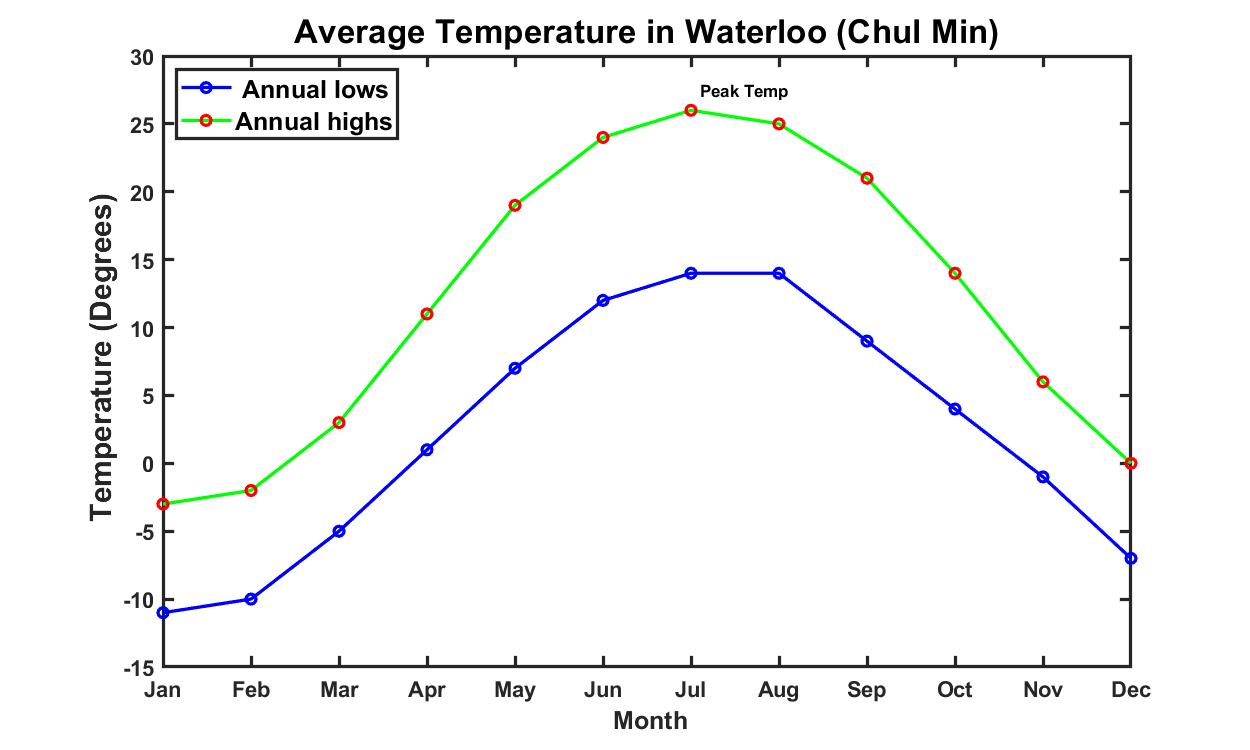 Average Temperature in Waterloo (Chul Min)
Annual lows
Annual highs
Peak Temp
Temperature (Degrees)
30
25
20
15
10
5
0
-5
-10
-15
Jan Feb Mar Apr May Jun Jul Aug Sep Oct Nov Dec
Month